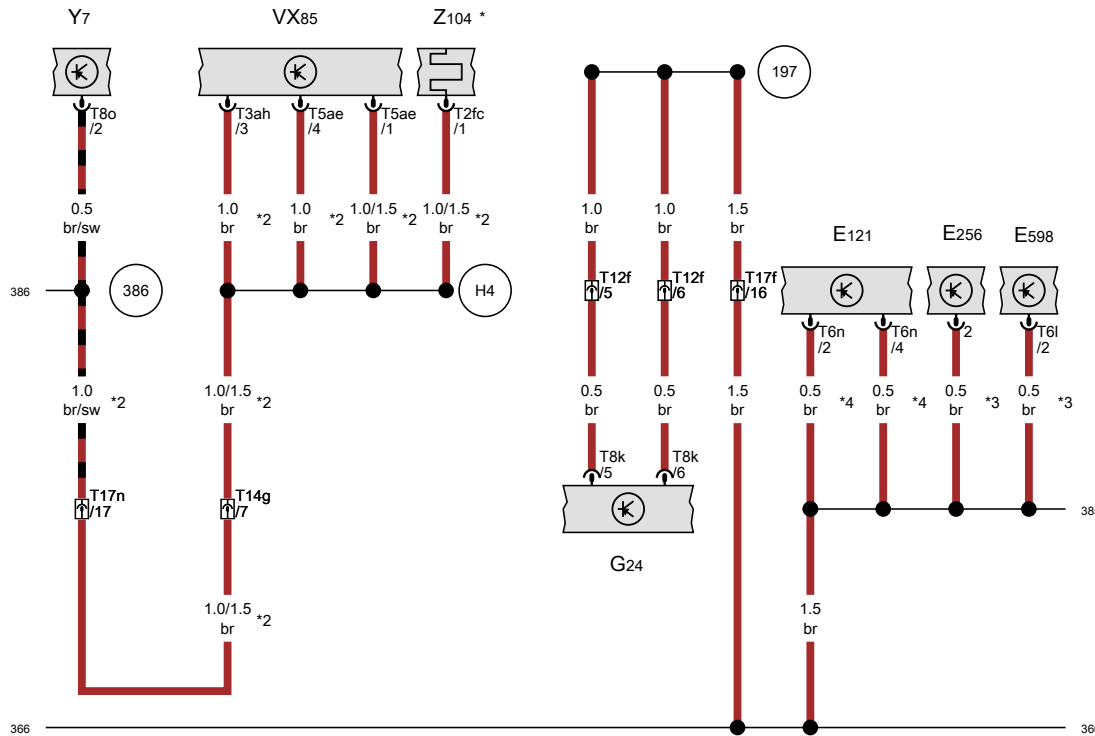 Y7
VX85
Z104 *
T8o
/2
T3ah
/3
T5ae
/4
T5ae
/1
T2fc
/1
197
0.5
br/sw
1.0
br
*2
1.0
br
*2
1.0/1.5
br
*2
1.0/1.5
br
*2
1.0
br
1.0
br
1.5
br
E121
E256
E598
386
386
H4
T12f
/5
T12f
/6
T17f
/16
T6n
/2
T6n
/4
2
T6l
/2
1.0
br/sw
*2
1.0/1.5
br
*2
0.5
br
0.5
br
1.5
br
0.5
br
*4
0.5
br
*4
0.5
br
*3
0.5
br
*3
T8k
/5
T8k
/6
T17n
/17
T14g
/7
G24
1.0/1.5
br
*2
1.5
br
366